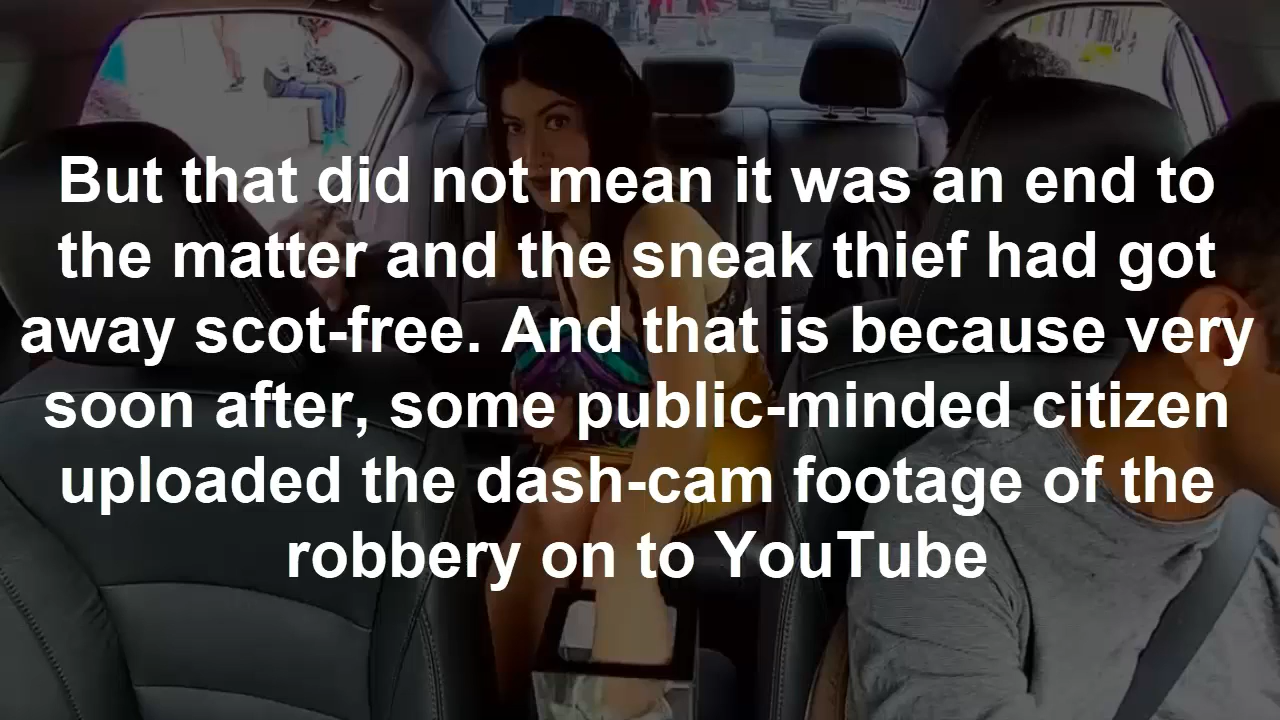 But that did not mean it was an end to
the matter and the sneak thief had got
away scot-free. And that is because very
soon after, some public-minded citizen
uploaded the dash-cam footage of the
robbery on to YouTube